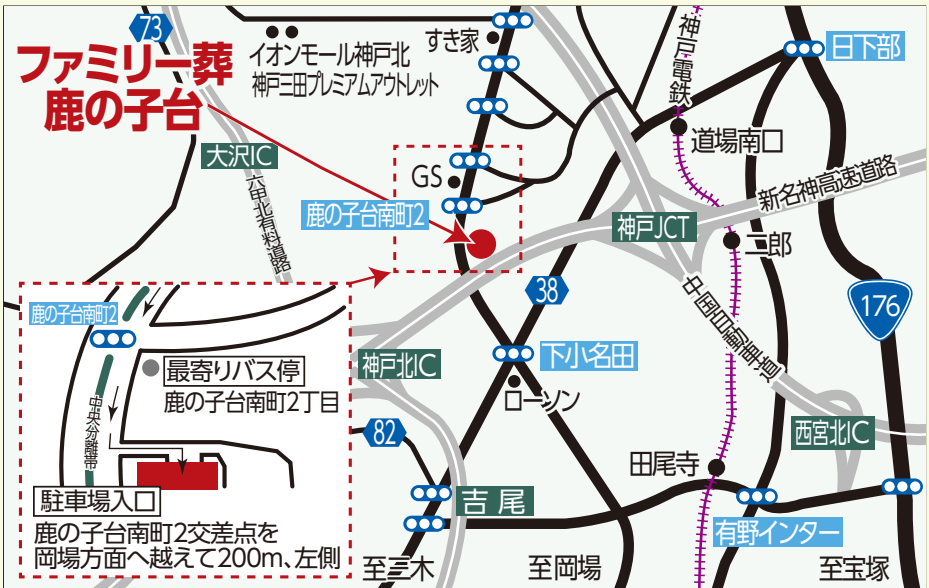 73
ファミリー葬
鹿の子台
イオンモール神戸北
神戸三田プレミアムアウトレット
すき家
神戸電鉄
日下部
大沢IC
六甲北有料道路
GS
鹿の子台南町2
道場南口
新名神高速道路
神戸JCT
二郎
38
176
中国自動車道
鹿の子台南町2
最寄りバス停
鹿の子台南町2丁目
中央分離帯
駐車場入口
鹿の子台南町2交差点を
岡場方面へ越えて200m、左側
神戸北IC
下小名田
ローソン
82
西宮北IC
田尾寺
吉尾
有野インター
至三木
至岡場
至宝塚